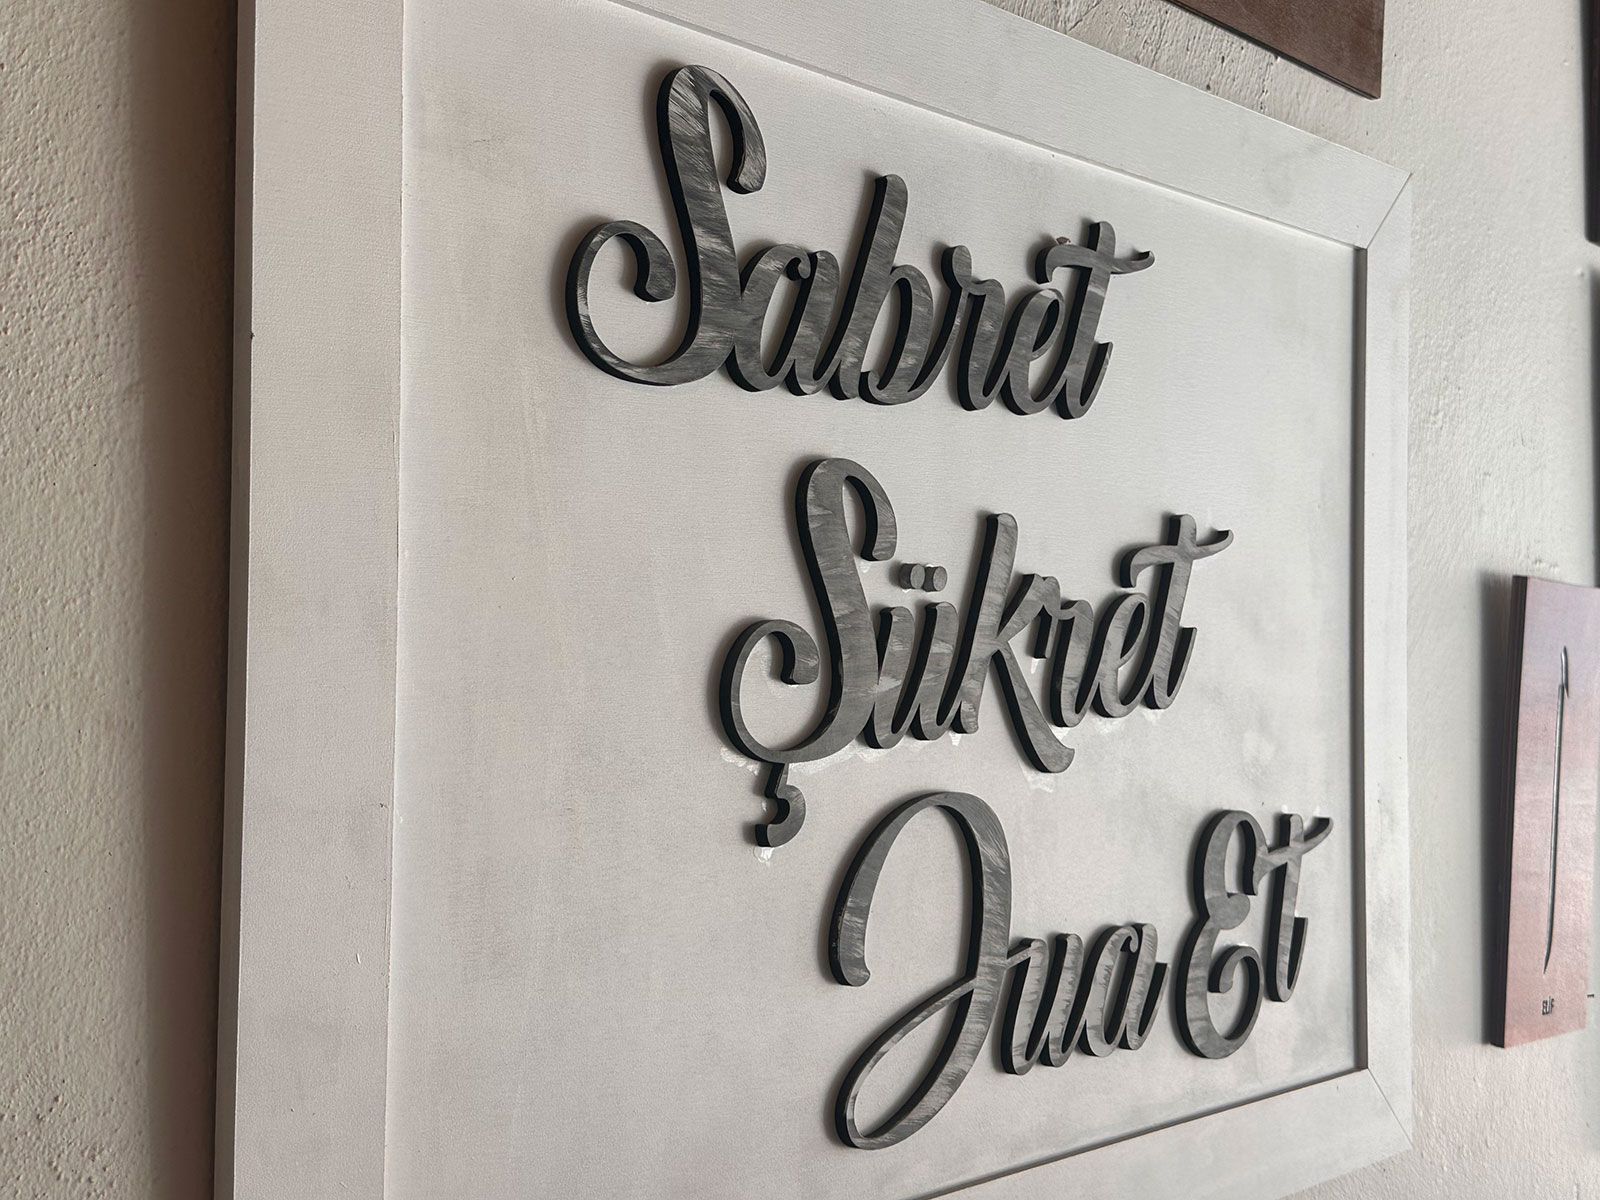 Sabret
Şükret
Dua Et
ELİF